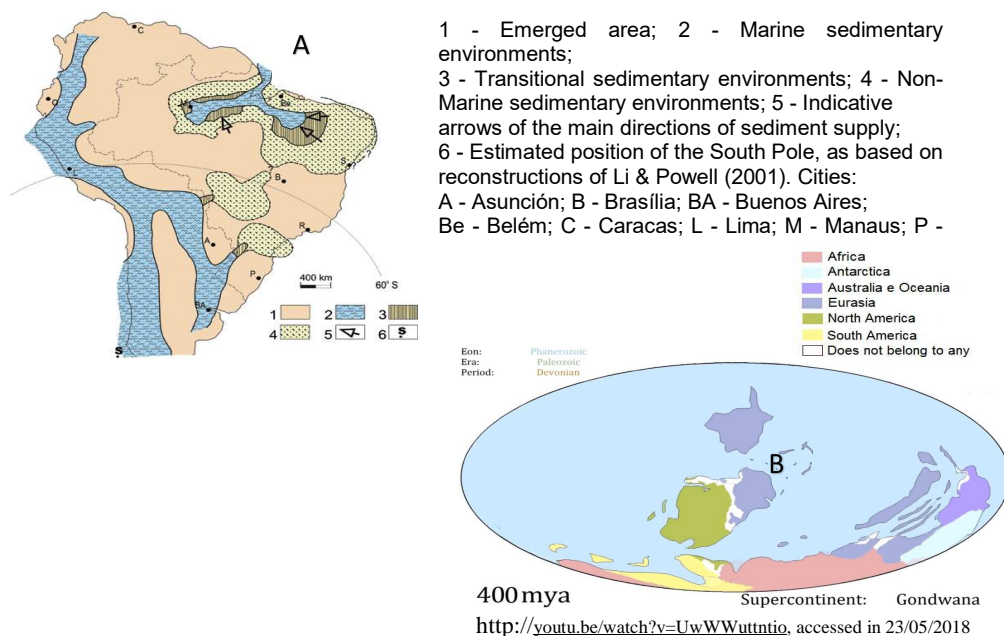 A
C
Q
M
Be
L
S
B
R
A
P
BA
400 km
60° S
1
2
3
4
5
6
S
S
1 - Emerged area; 2 - Marine sedimentary
environments;
3 - Transitional sedimentary environments; 4 - Non-
Marine sedimentary environments; 5 - Indicative
arrows of the main directions of sediment supply;
6 - Estimated position of the South Pole, as based on
reconstructions of Li & Powell (2001). Cities:
A - Asunción; B - Brasília; BA - Buenos Aires;
Be - Belém; C - Caracas; L - Lima; M - Manaus; P -
Africa
Antarctica
Australia e Oceania
Eurasia
North America
South America
Does not belong to any
Eon: Phanerozoic
Era: Paleozoic
Period: Devonian
B
400 mya
Supercontinent: Gondwana
http://youtu.be/watch?v=UwWWuttntio, accessed in 23/05/2018